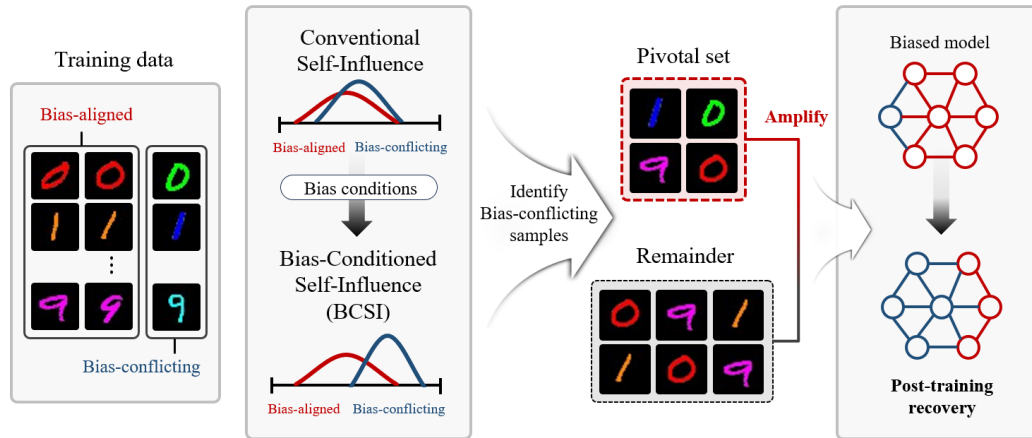 Training data
Bias-aligned
Bias-conflicting
Conventional
Self-Influence
Bias-aligned Bias-conflicting
Bias conditions
Bias-Conditioned
Self-Influence
(BCSI)
Bias-aligned Bias-conflicting
Identify
Bias-conflicting
samples
Pivotal set
Amplify
Remainder
Biased model
Post-training
recovery